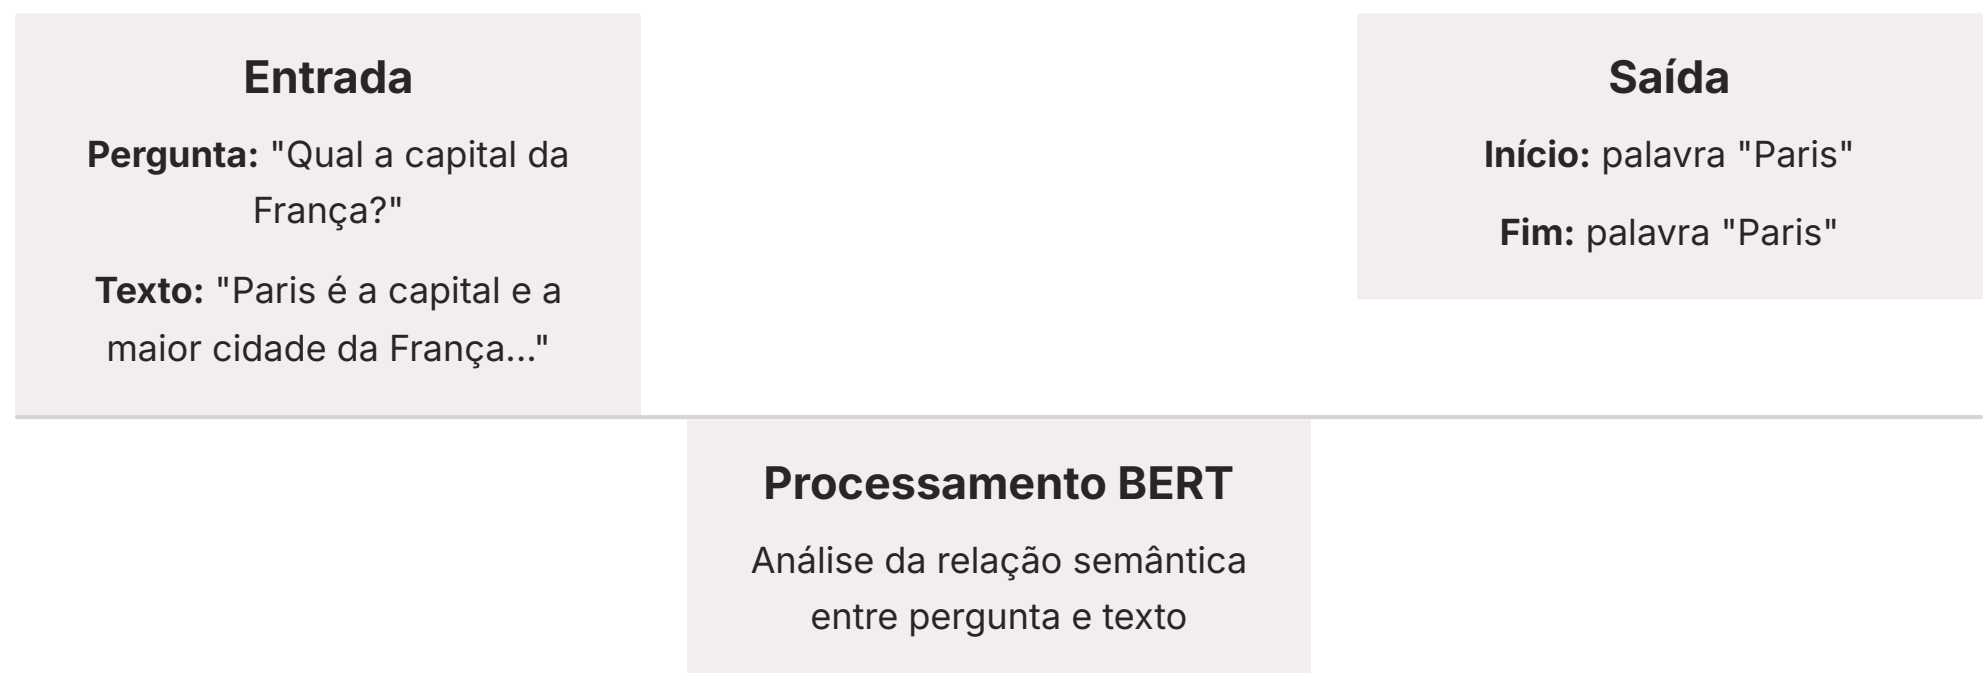 Entrada
Pergunta: "Qual a capital da
França?"
Texto: "Paris é a capital e a
maior cidade da França..."
Processamento BERT
Análise da relação semântica
entre pergunta e texto
Saída
Início: palavra "Paris"
Fim: palavra "Paris"